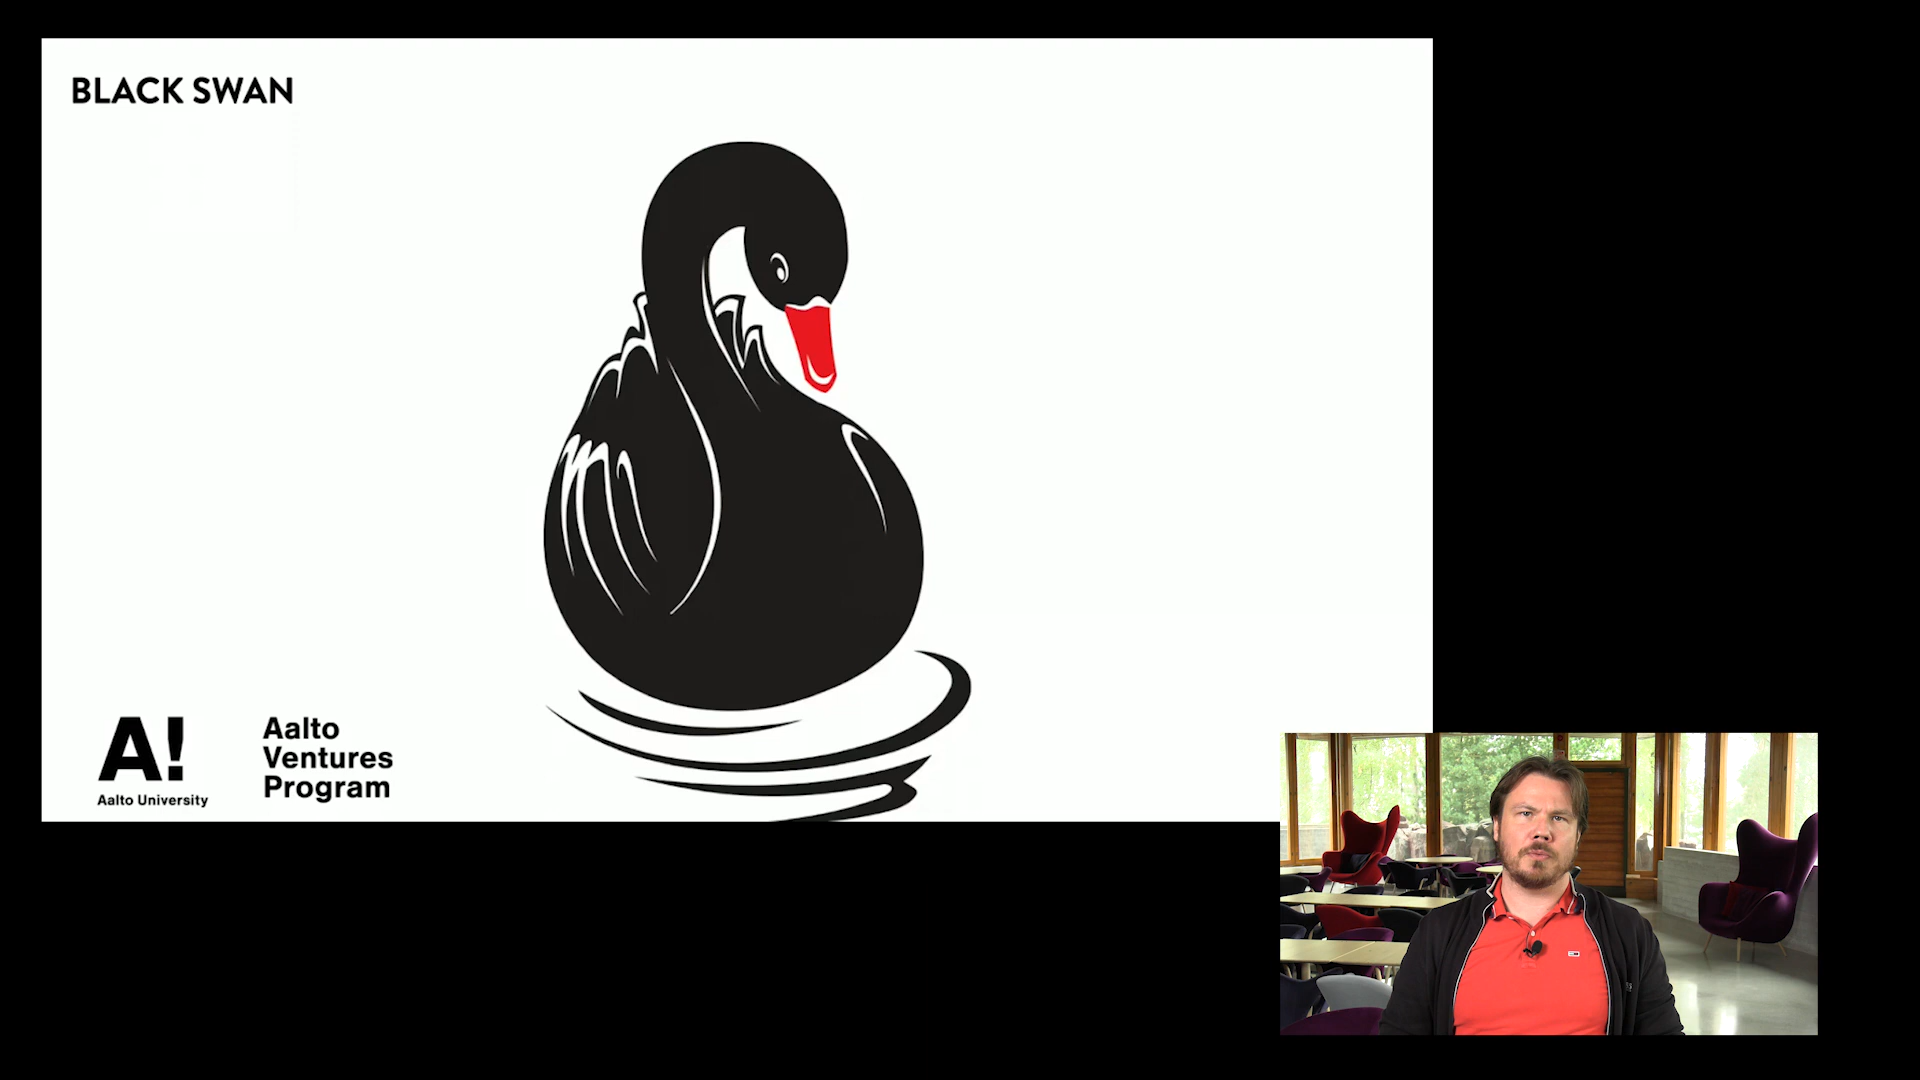 BLACK SWAN
A!
Aalto University
Aalto
Ventures
Program